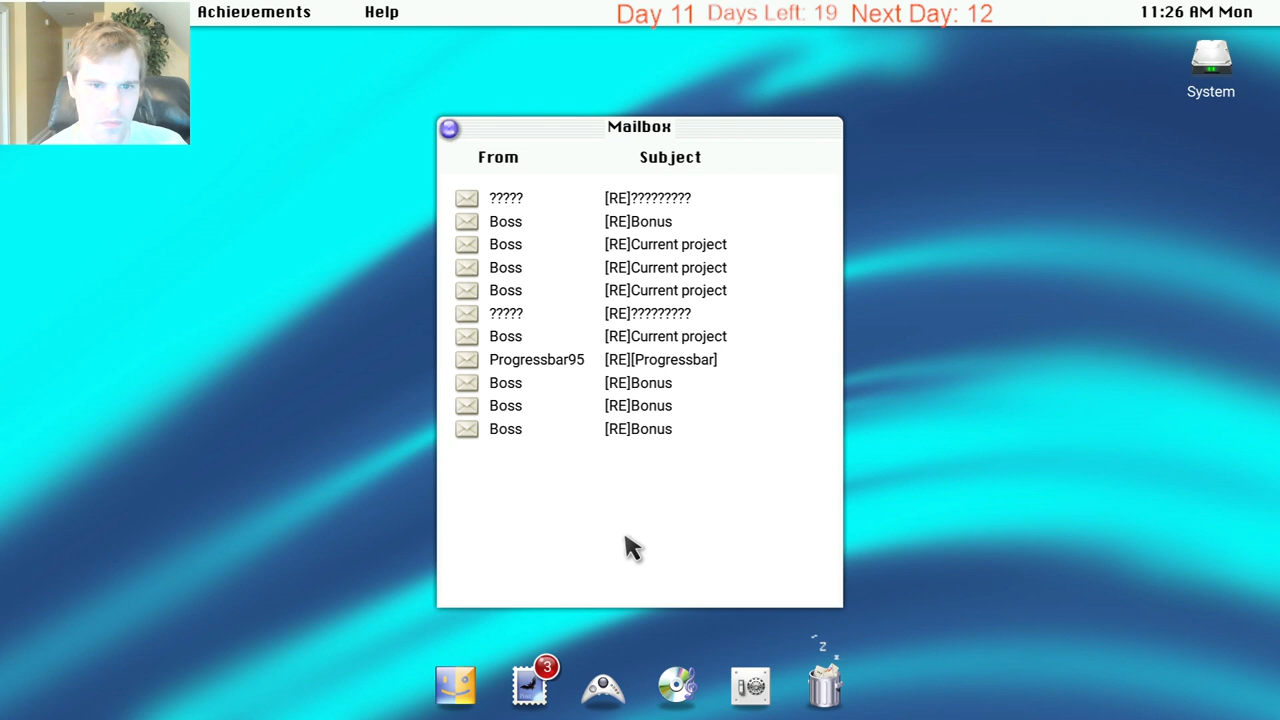 Achievements Help Day 11 Days Left: 19 Next Day: 12 11:26 AM Mon
System
Mailbox
From Subject
????? [RE]?????????
Boss [RE]Bonus
Boss [RE]Current project
Boss [RE]Current project
Boss [RE]Current project
????? [RE]?????????
Boss [RE]Current project
Progressbar95 [RE][Progressbar]
Boss [RE]Bonus
Boss [RE]Bonus
Boss [RE]Bonus
z
3